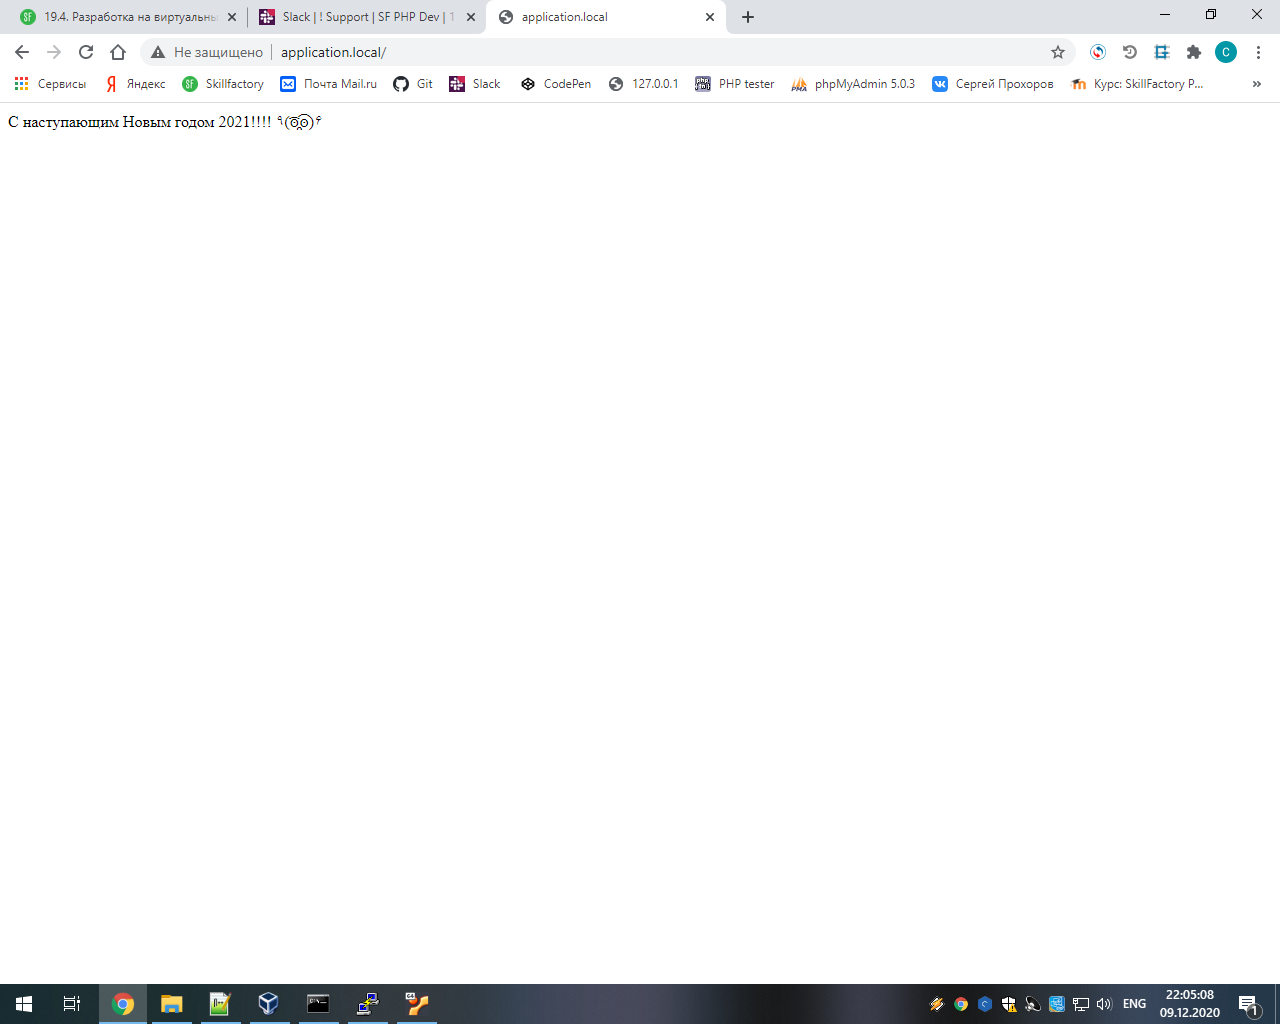 19.4. Разработка на виртуальны
Slack | ! Support | SF PHP Dev | 1
application.local
Не защищено
application.local/
C
Сервисы
Яндекс
Skillfactory
Почта Mail.ru
Git
Slack
CodePen
127.0.0.1
PHP tester
phpMyAdmin 5.0.3
Сергей Прохоров
Курс: SkillFactory P...
»
С наступающим Новым годом 2021!!!!
ENG
22:05:08
09.12.2020
1